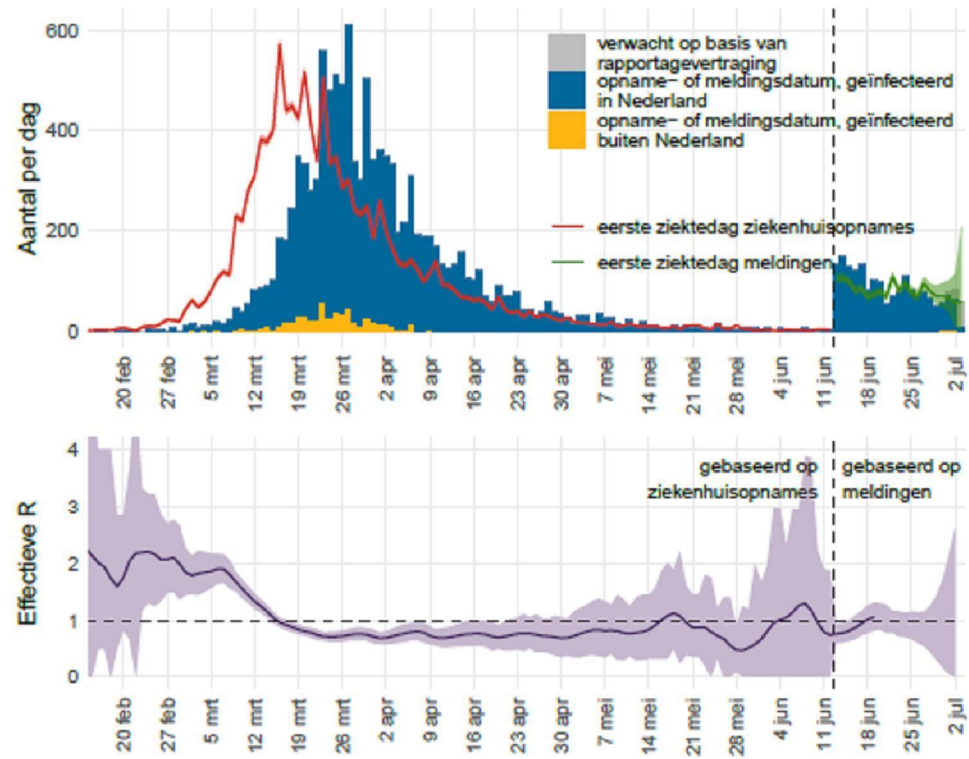 600
400
200
0
Aantal per dag
verwacht op basis van
rapportagevertraging
opname- of meldingsdatum, geïnfecteerd
in Nederland
opname- of meldingsdatum, geïnfecteerd
buiten Nederland
eerste ziektedag ziekenhuisopnames
eerste ziektedag meldingen
20 feb
27 feb
5 mrt
12 mrt
19 mrt
26 mrt
2 apr
9 apr
16 apr
23 apr
30 apr
7 mei
14 mei
21 mei
28 mei
4 jun
11 jun
18 jun
25 jun
2 jul
4
3
2
1
0
Effectieve R
gebaseerd op
ziekenhuisopnames
gebaseerd op
meldingen
20 feb
27 feb
5 mrt
12 mrt
19 mrt
26 mrt
2 apr
9 apr
16 apr
23 apr
30 apr
7 mei
14 mei
21 mei
28 mei
4 jun
11 jun
18 jun
25 jun
2 jul